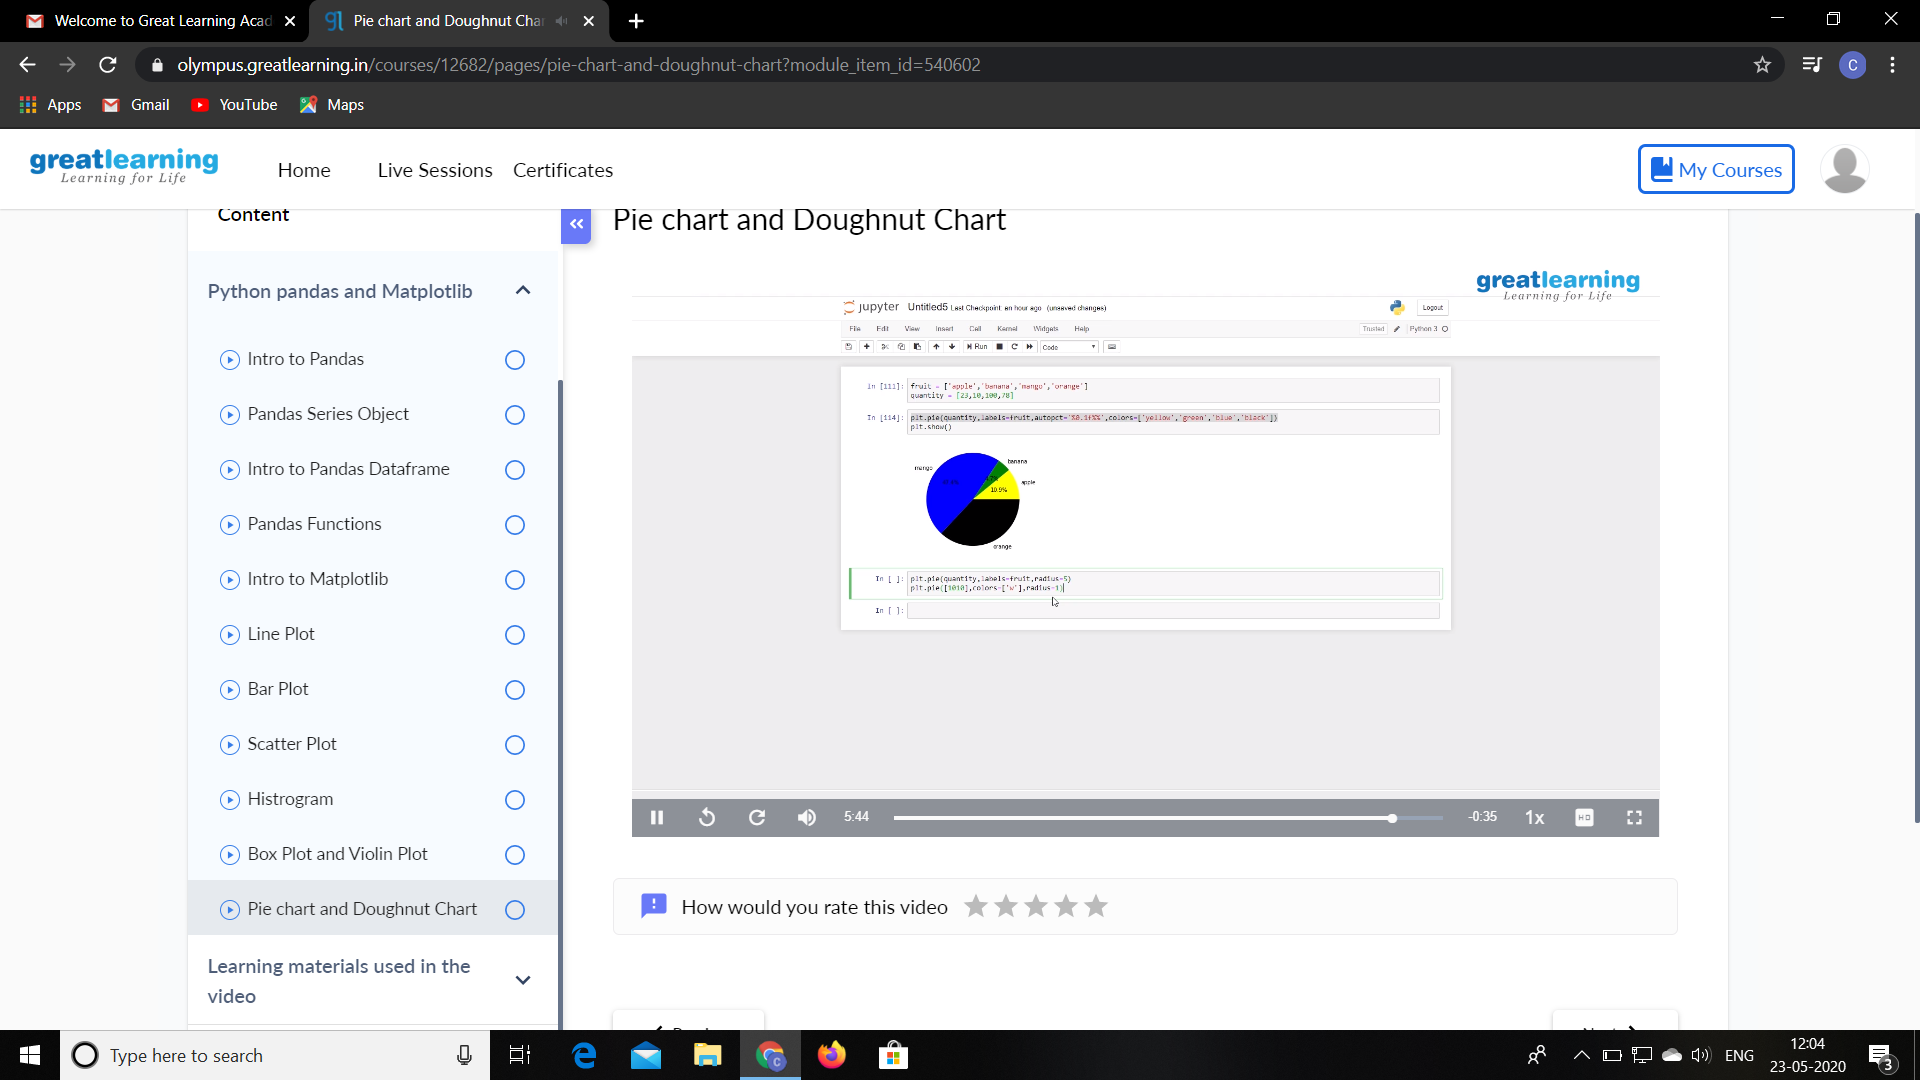 Welcome to Great Learning Acad
Pie chart and Doughnut Char
olympus.greatlearning.in/courses/12682/pages/pie-chart-and-doughnut-chart?module_item_id=540602
C
Apps
Gmail
YouTube
Maps
greatlearning
Learning for Life
Home
Live Sessions
Certificates
My Courses
Content
Pie chart and Doughnut Chart
Python pandas and Matplotlib
Intro to Pandas
Pandas Series Object
Intro to Pandas Dataframe
Pandas Functions
Intro to Matplotlib
Line Plot
Bar Plot
Scatter Plot
Histrogram
Box Plot and Violin Plot
Pie chart and Doughnut Chart
Learning materials used in the
video
greatlearning
Learning for Life
jupyter Untitled5 Last Checkpoint: an hour ago (unsaved changes)
Logout
File Edit View Insert Cell Kernel Widgets Help
Trusted
Python 3
Run
Code
In [111]: fruit = ['apple','banana','mango','orange']
quantity = [23,10,100,78]
In [114]: plt.pie(quantity,labels=fruit,autopct='%0.1f%%',colors=['yellow','green','blue','black'])
plt.show()
mango
banana
apple
10.9%
orange
In [ ]: plt.pie(quantity,labels=fruit,radius=5)
plt.pie([1010],colors=['w'],radius=1)
In [ ]:
5:44
-0:35
1x
HD
How would you rate this video
Type here to search
ENG
12:04
23-05-2020
3